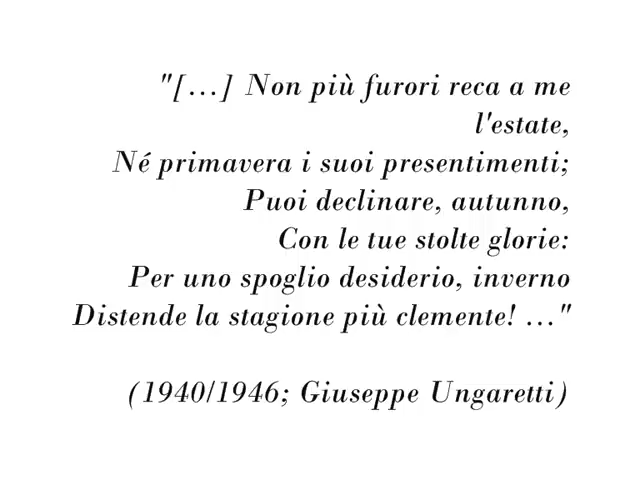 "[...] Non più furori reca a me
l'estate,
Né primavera i suoi presentimenti;
Puoi declinare, autunno,
Con le tue stolte glorie:
Per uno spoglio desiderio, inverno
Distende la stagione più clemente! ..."
(1940/1946; Giuseppe Ungaretti)